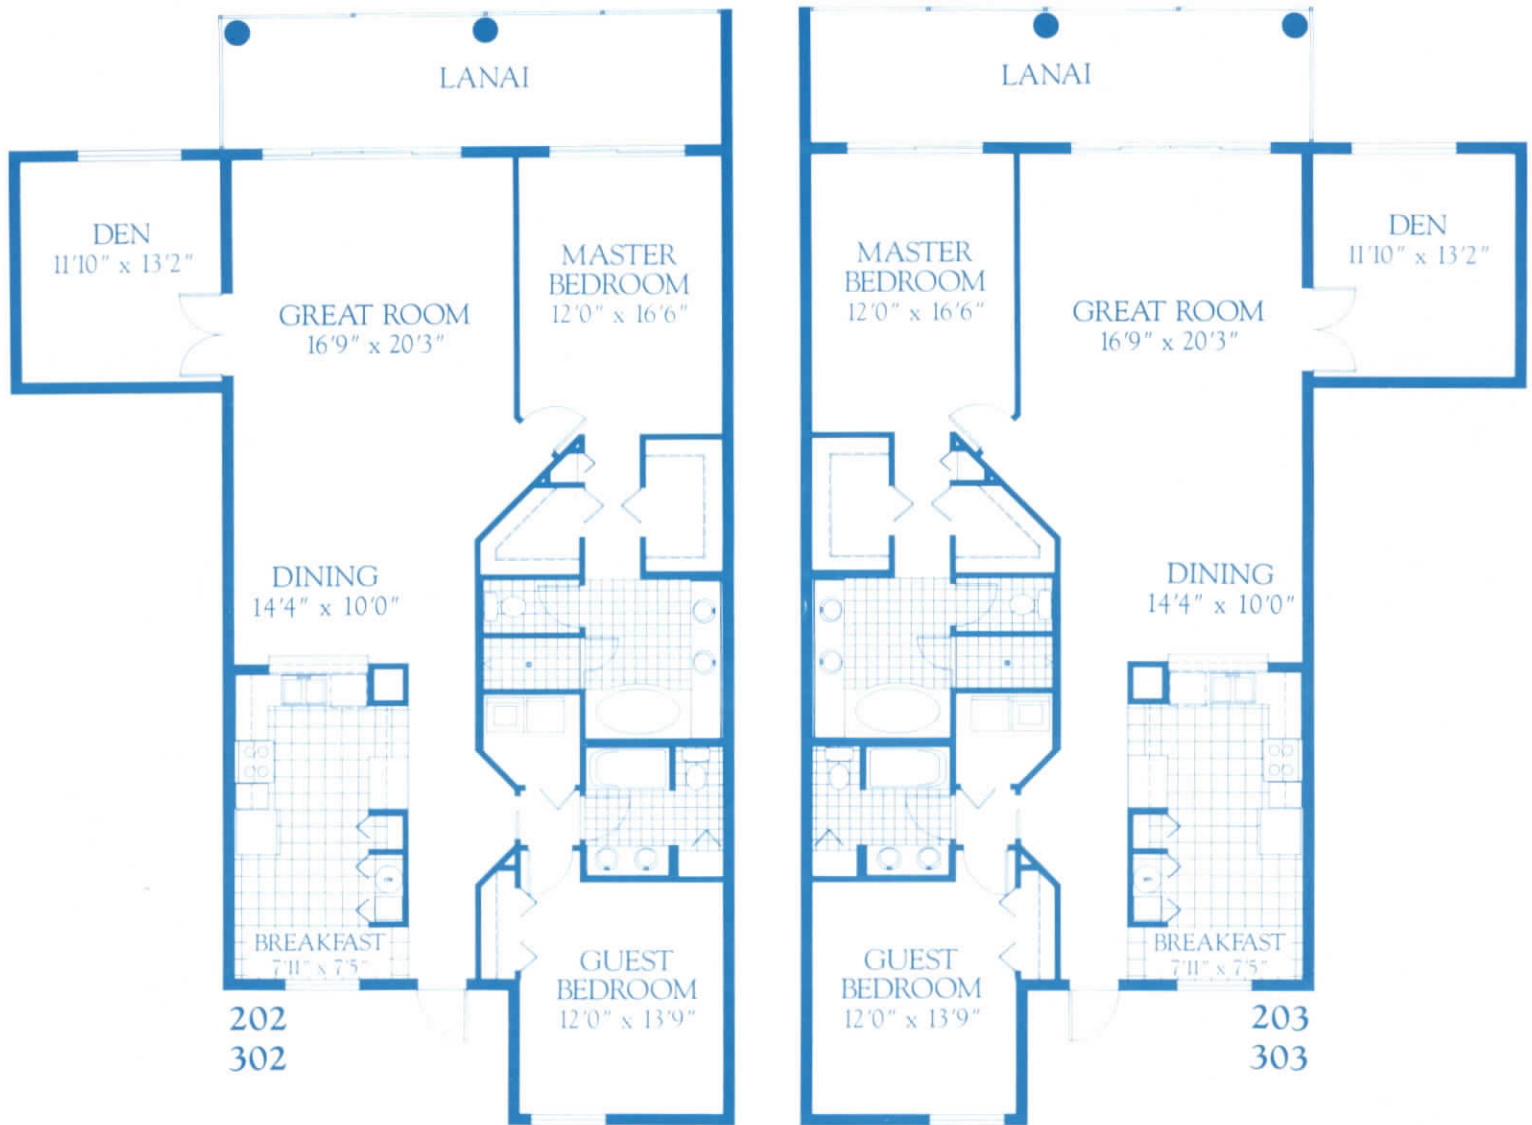 LANAI
DEN
11'10" x 13'2"
GREAT ROOM
16'9" x 20'3"
MASTER
BEDROOM
12'0" x 16'6"
DINING
14'4" x 10'0"
BREAKFAST
7'11" x 7'5"
GUEST
BEDROOM
12'0" x 13'9"
202
302
LANAI
MASTER
BEDROOM
12'0" x 16'6"
GREAT ROOM
16'9" x 20'3"
DEN
11'10" x 13'2"
DINING
14'4" x 10'0"
BREAKFAST
7'11" x 7'5"
GUEST
BEDROOM
12'0" x 13'9"
203
303